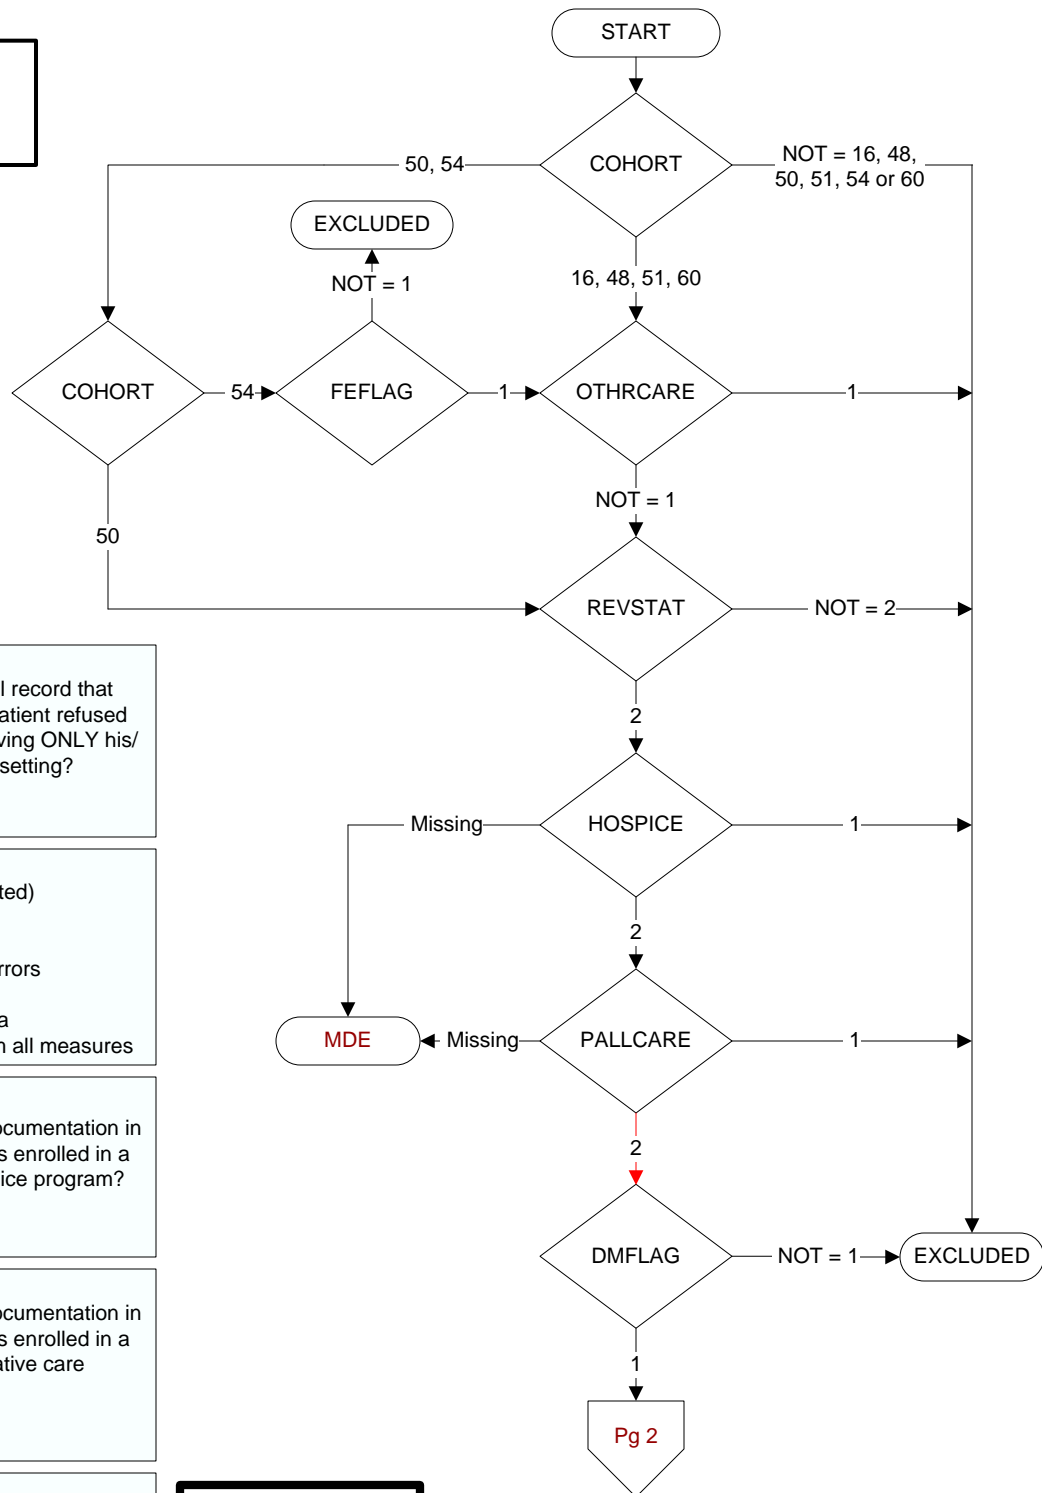 START
COHORT
50, 54
NOT = 16, 48,
50, 51, 54 or 60
EXCLUDED
NOT = 1
16, 48, 51, 60
COHORT
54
FEFLAG
1
OTHRCARE
1
NOT = 1
50
REVSTAT
NOT = 2
2
l record that
atient refused
ving ONLY his/
setting?
HOSPICE
Missing
1
2
ted)
rrors
a
n all measures
MDE
Missing
PALLCARE
1
2
ocumentation in
s enrolled in a
ice program?
DMFLAG
NOT = 1
EXCLUDED
1
ocumentation in
s enrolled in a
ative care
Pg 2